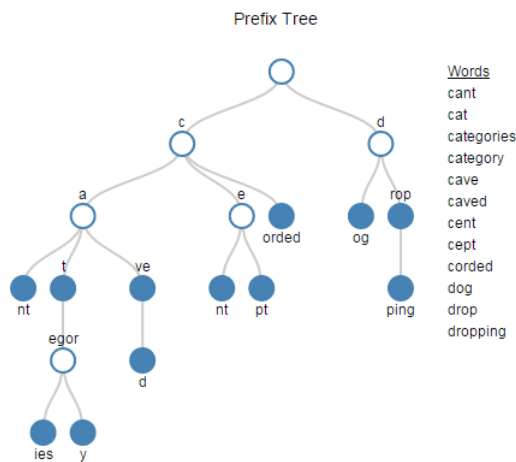 Prefix Tree
Words
cant
cat
categories
category
cave
caved
cent
cept
corded
dog
drop
dropping
c
d
a
e
orded
og
rop
nt
t
ve
nt
pt
ping
egor
d
ies
y